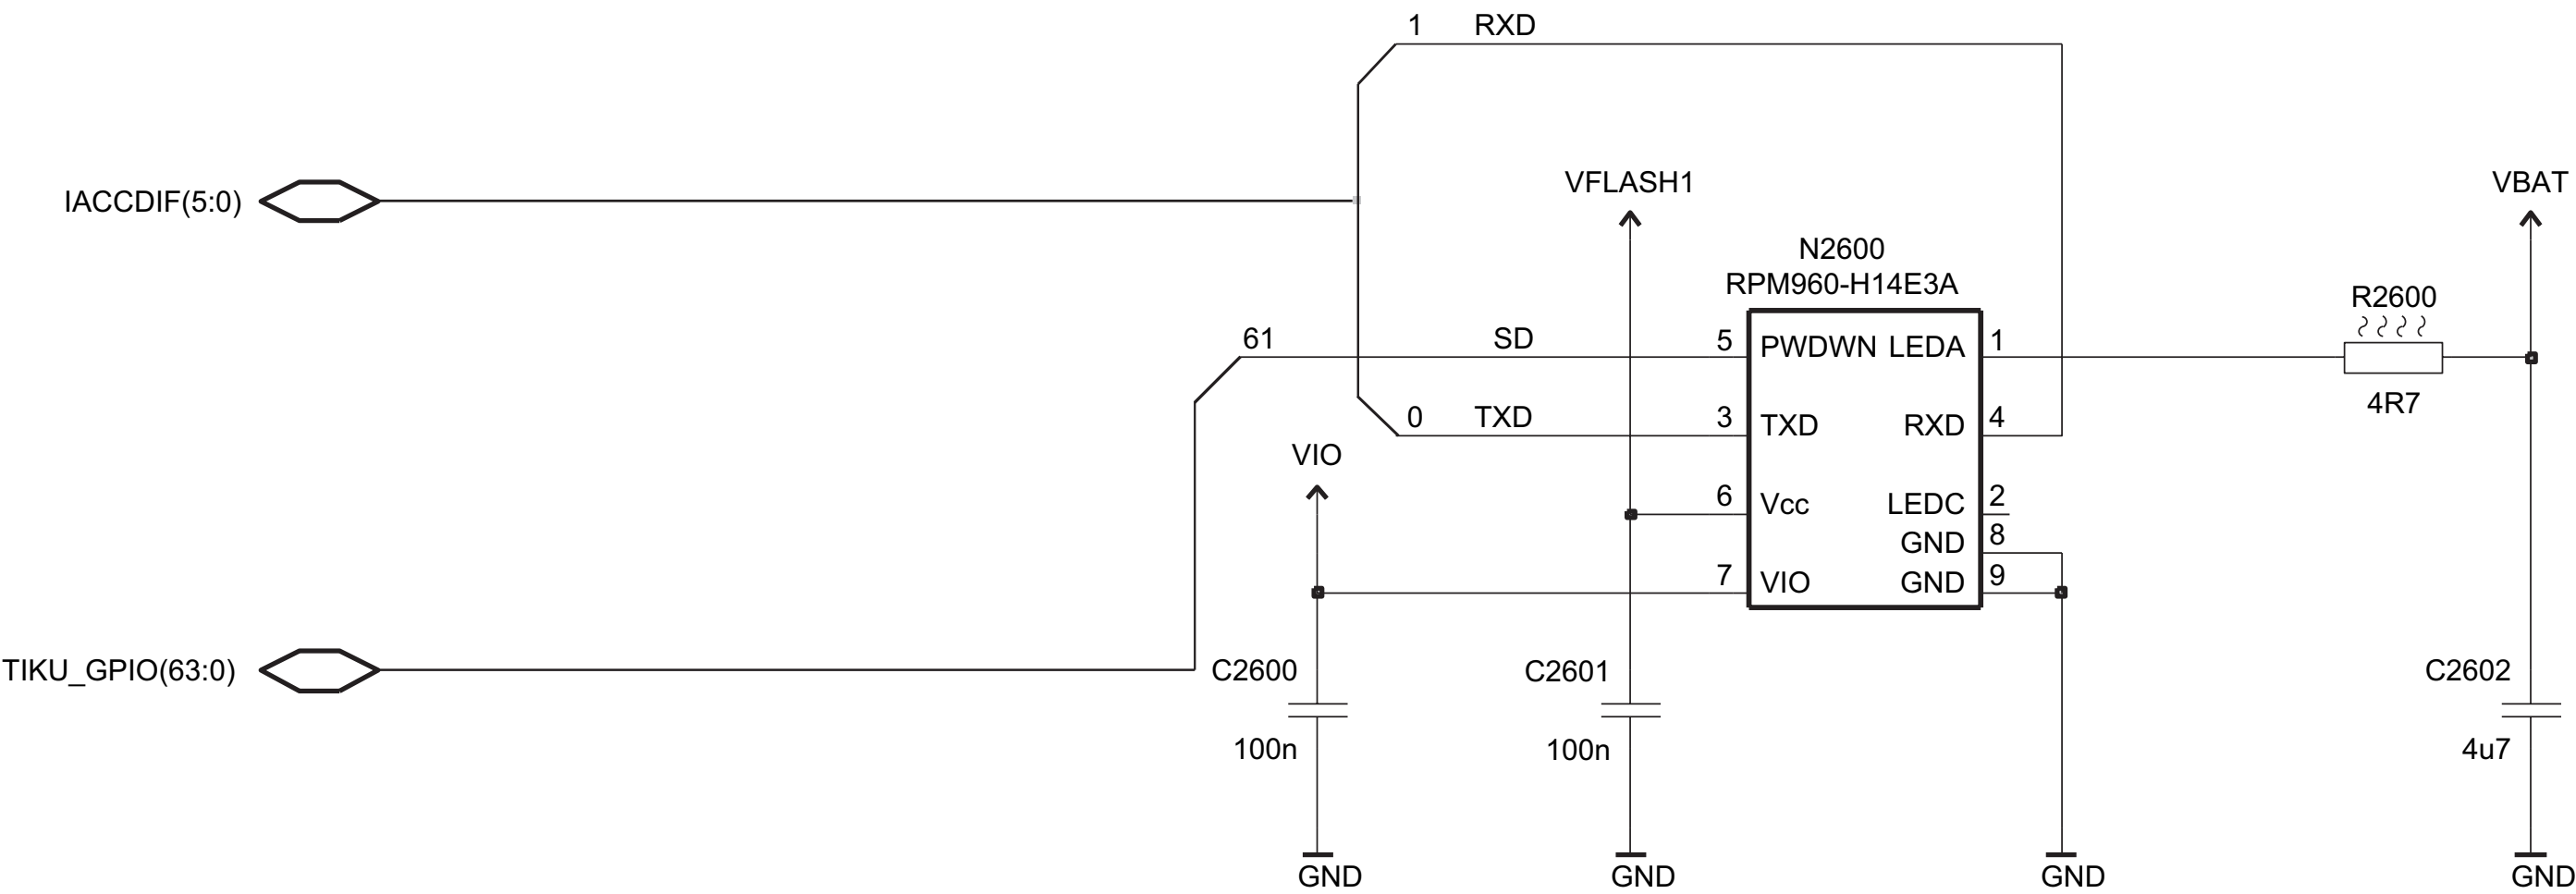 1 RXD
IACCDIF(5:0)
VFLASH1
VBAT
N2600
RPM960-H14E3A
R2600
4R7
61 SD 5 PWDWN LEDA 1
0 TXD 3 TXD RXD 4
VIO
6 Vcc LEDC 2
GND 8
7 VIO GND 9
TIKU_GPIO(63:0)
C2600
100n
C2601
100n
C2602
4u7
GND
GND
GND
GND